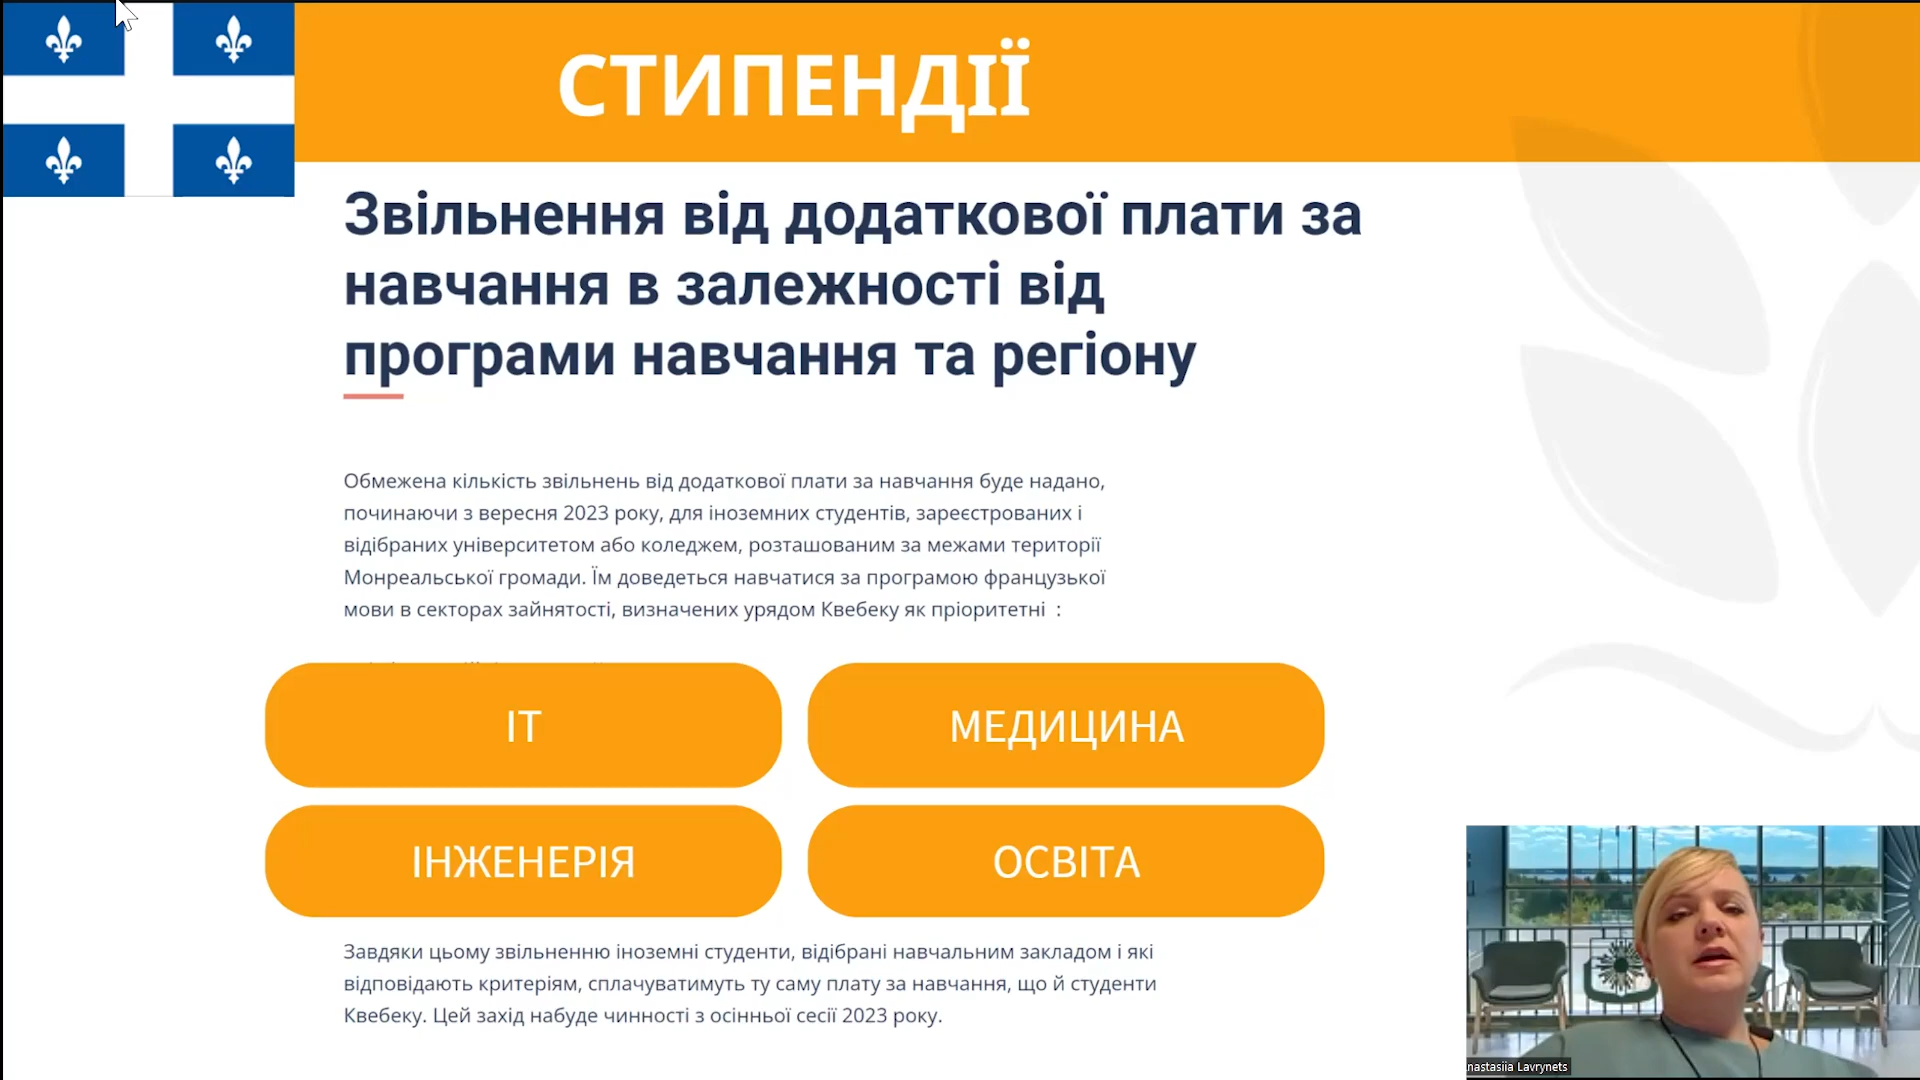 СТИПЕНДІЇ
Звільнення від додаткової плати за
навчання в залежності від
програми навчання та регіону
Обмежена кількість звільнень від додаткової плати за навчання буде надано,
починаючи з вересня 2023 року, для іноземних студентів, зареєстрованих і
відібраних університетом або коледжем, розташованим за межами території
Монреальської громади. Їм доведеться навчатися за програмою французької
мови в секторах зайнятості, визначених урядом Квебеку як пріоритетні :
ІТ
МЕДИЦИНА
ІНЖЕНЕРІЯ
ОСВІТА
Завдяки цьому звільненню іноземні студенти, відібрані навчальним закладом і які
відповідають критеріям, сплачуватимуть ту саму плату за навчання, що й студенти
Квебеку. Цей захід набуде чинності з осінньої сесії 2023 року.
nastasiia Lavrynets